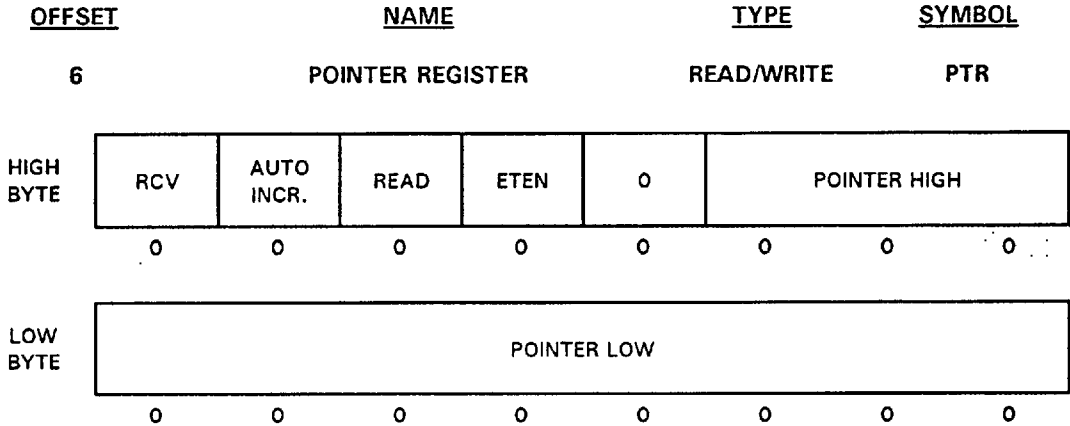 OFFSET NAME TYPE SYMBOL
6 POINTER REGISTER READ/WRITE PTR
HIGH BYTE RCV AUTO INCR. READ ETEN 0 POINTER HIGH
0 0 0 0 0 0 0 0
LOW BYTE POINTER LOW
0 0 0 0 0 0 0 0